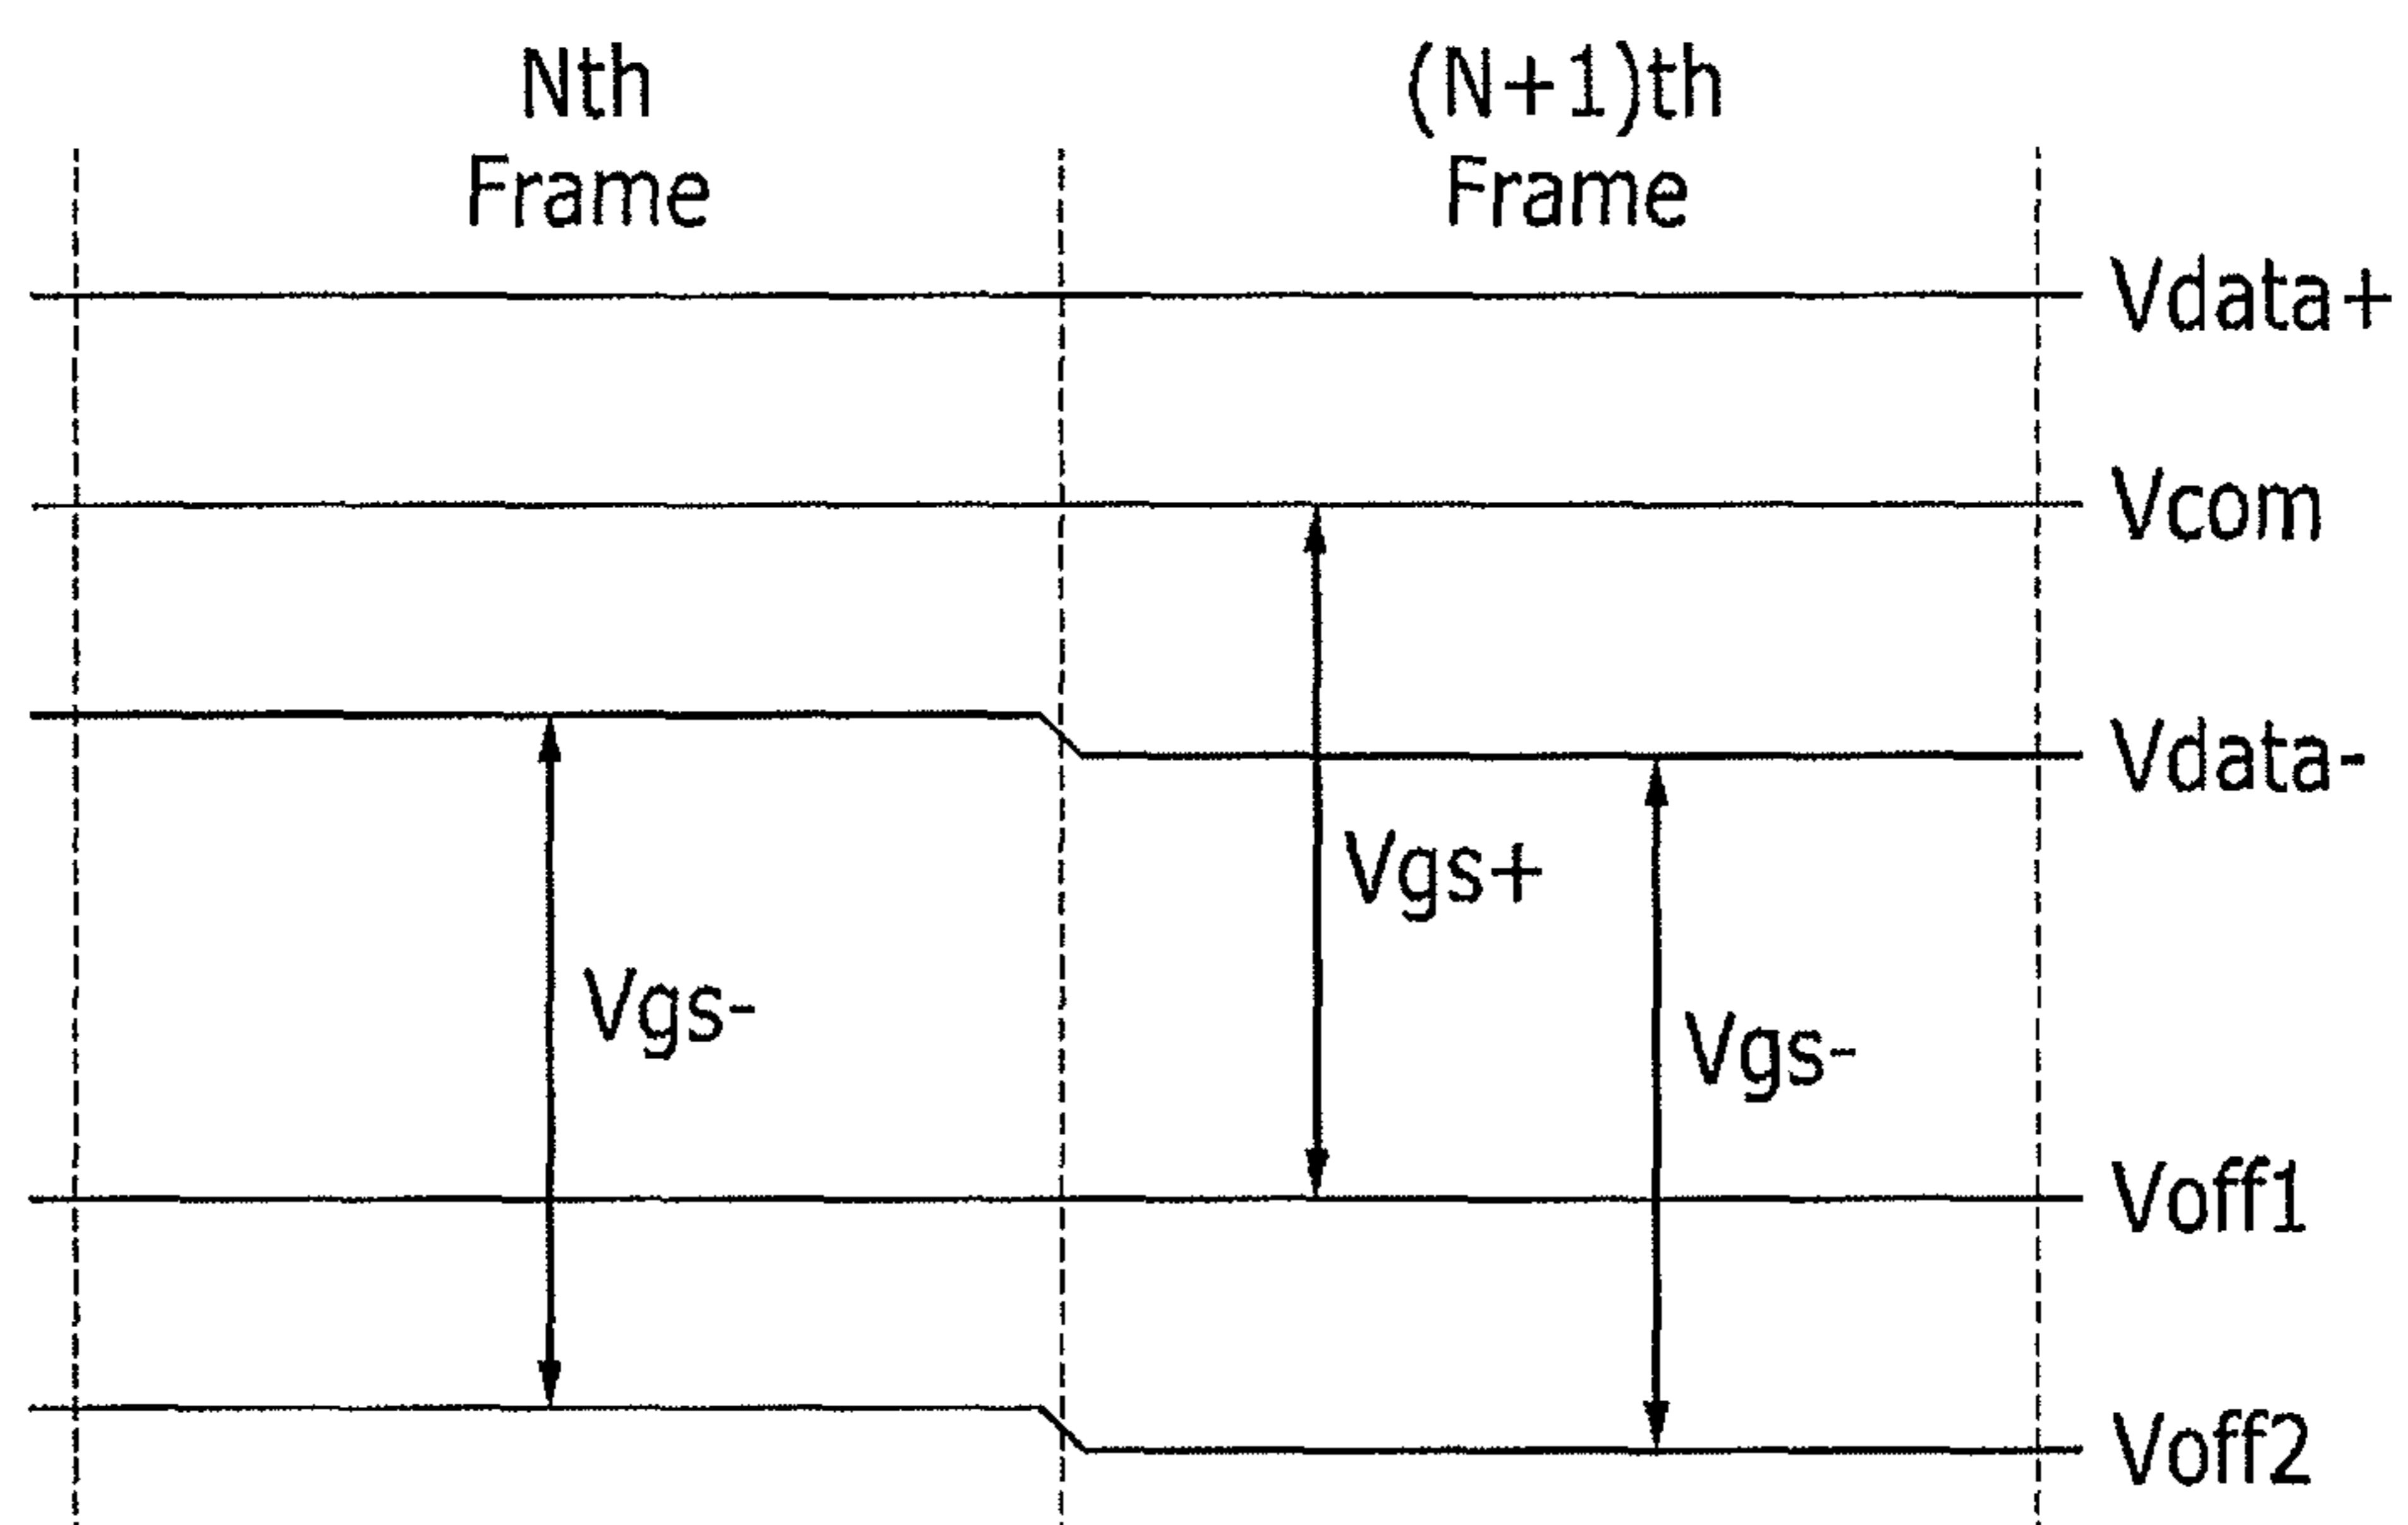 Nth
Frame
(N+1)th
Frame
Vdata+
Vcom
Vdata-
Vgs+
Vgs-
Vgs-
Voff1
Voff2